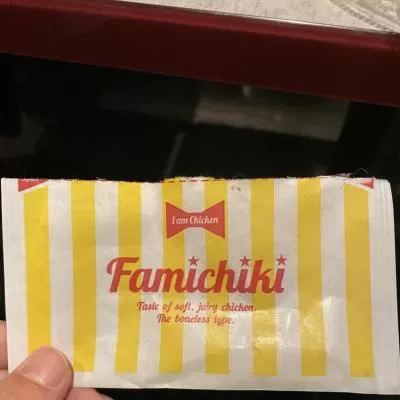 I am Chicken
Famichiki
Taste of soft, juicy chicken.
The boneless type.